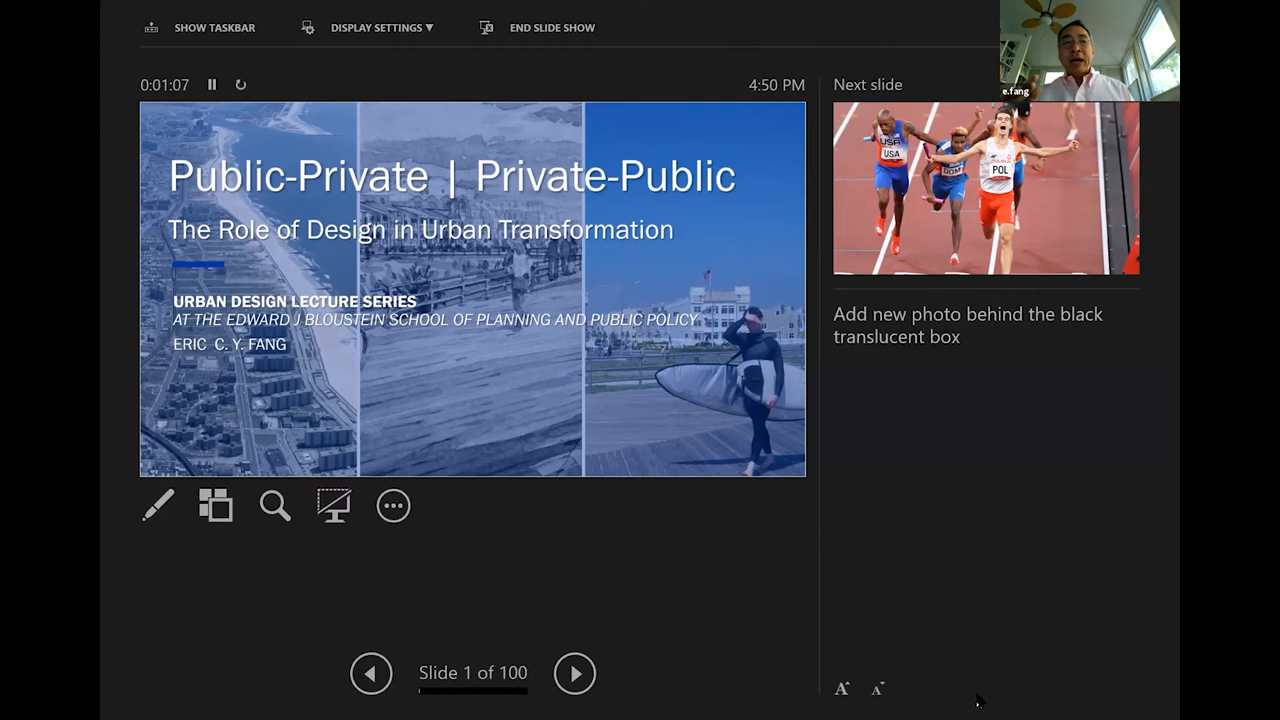 SHOW TASKBAR
DISPLAY SETTINGS ▼
END SLIDE SHOW
e.fang
0:01:07
4:50 PM
Next slide
Public-Private | Private-Public
The Role of Design in Urban Transformation
URBAN DESIGN LECTURE SERIES
AT THE EDWARD J BLOUSTEIN SCHOOL OF PLANNING AND PUBLIC POLICY
ERIC C. Y. FANG
USA
USA
DOM
POL
Add new photo behind the black
translucent box
Slide 1 of 100
A
A